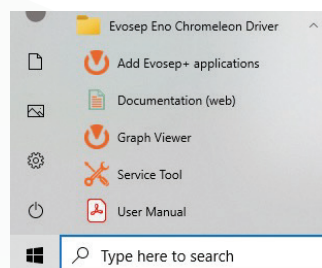 Evosep Eno Chromeleon Driver
Add Evosep+ applications
Documentation (web)
Graph Viewer
Service Tool
User Manual
Type here to search